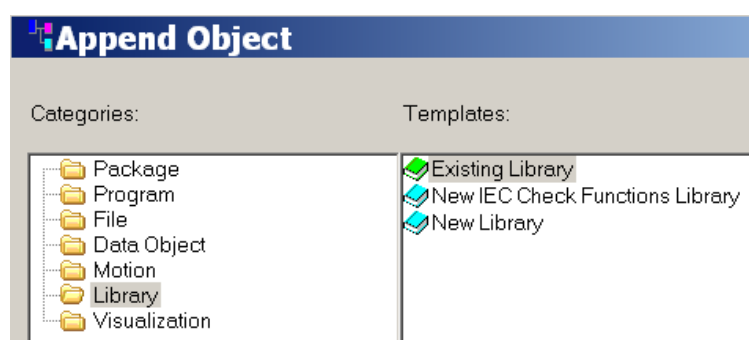 Append Object
Categories:
Templates:
Package
Program
File
Data Object
Motion
Library
Visualization
Existing Library
New IEC Check Functions Library
New Library